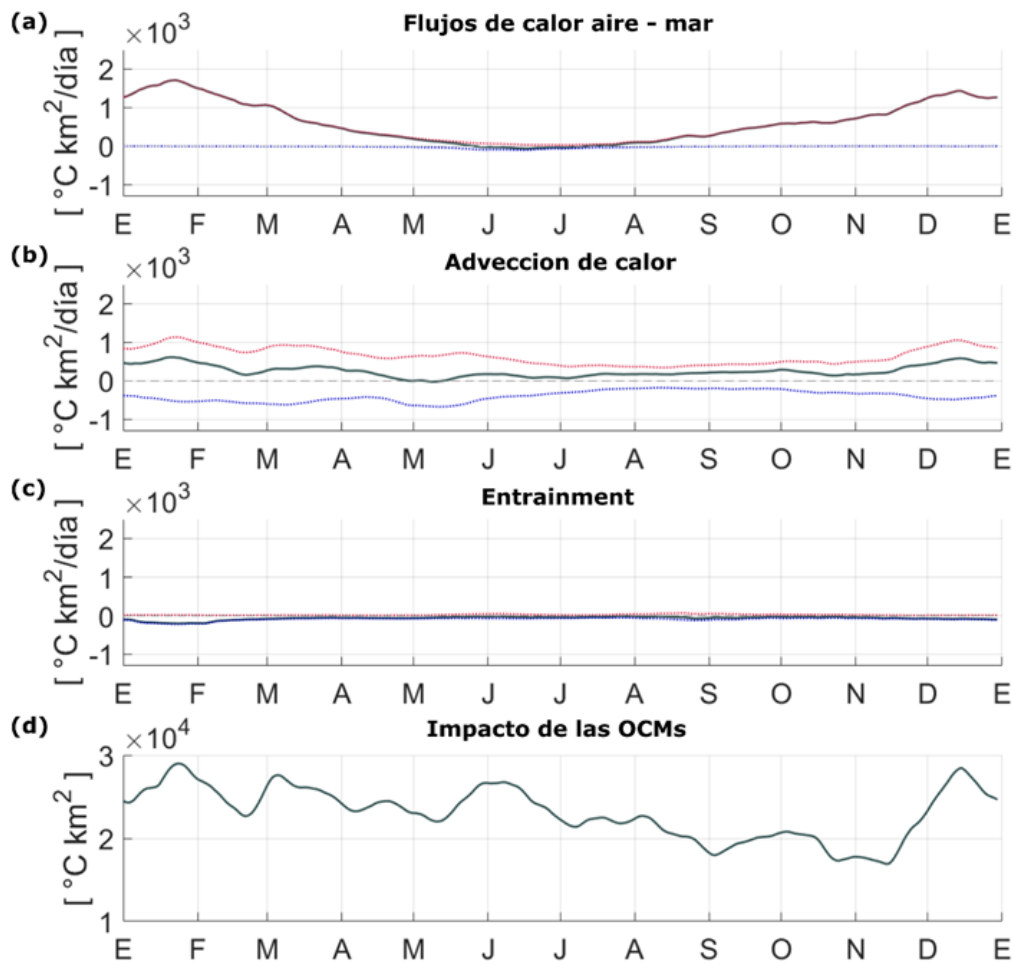 (a) Flujos de calor aire - mar
×10³
[ °C km²/día ]
2
1
0
-1
E F M A M J J A S O N D E
(b) Adveccion de calor
×10³
[ °C km²/día ]
2
1
0
-1
E F M A M J J A S O N D E
(c) Entrainment
×10³
[ °C km²/día ]
2
1
0
-1
E F M A M J J A S O N D E
(d) Impacto de las OCMs
×10⁴
[ °C km² ]
3
2
1
E F M A M J J A S O N D E